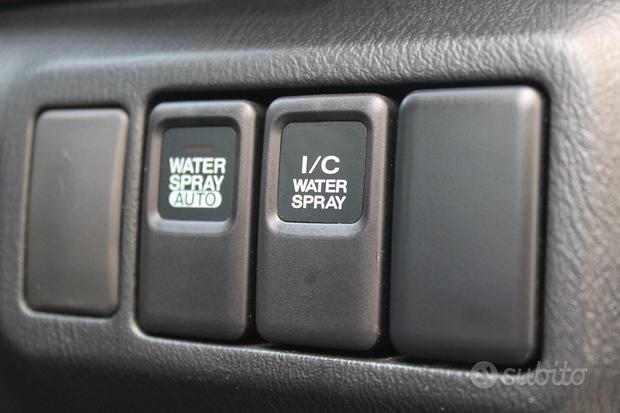 WATER
SPRAY
AUTO
I/C
WATER
SPRAY
subito